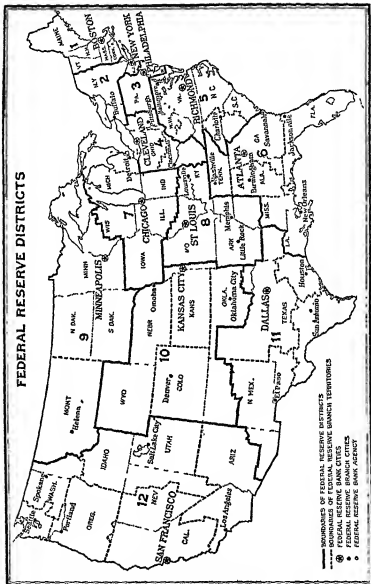 FEDERAL RESERVE DISTRICTS
Seattle
Spokane
WASH.
Portland
OREG.
IDAHO
MONT
Helena
N DAK.
9
S DAK.
MINN
MINNEAPOLIS
WIS
MICH
Detroit
7
CHICAGO
IOWA
ILL
IND
WYO
NEBR
Omaha
10
Denver
COLO
KANSAS CITY
KANS
MO
ST LOUIS
8
Louisville
KY
Salt Lake City
UTAH
NEV
12
SAN FRANCISCO
CAL.
Los Angeles
ARIZ
N MEX.
El Paso
OKLA.
Oklahoma City
DALLAS
TEXAS
11
Houston
San Antonio
ARK
Little Rock
Memphis
LA.
New Orleans
MISS.
Nashville
TENN.
ATLANTA
Birmingham
ALA.
GA
6
Savannah
Jacksonville
FLA.
CLEVELAND
OHIO
4
Pittsburgh
Cincinnati
W.VA.
VA.
RICHMOND
5
N C
Charlotte
S.C
MAINE
VT
1
BOSTON
MASS
N.Y
2
Buffalo
NEW YORK
PA.
3
PHILADELPHIA
BOUNDARIES OF FEDERAL RESERVE DISTRICTS
BOUNDARIES OF FEDERAL RESERVE BRANCH TERRITORIES
FEDERAL RESERVE BANK CITIES
FEDERAL RESERVE BRANCH CITIES
FEDERAL RESERVE BANK AGENCY